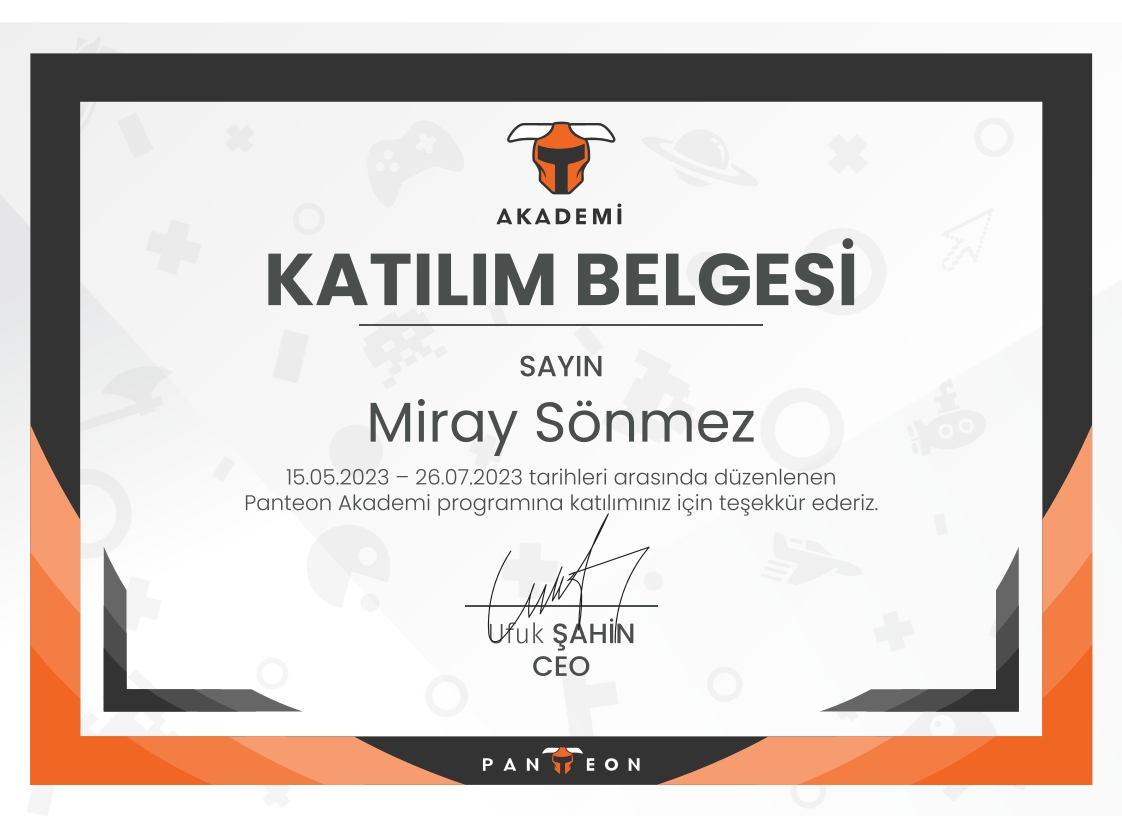 AKADEMİ
KATILIM BELGESİ
SAYIN
Miray Sönmez
15.05.2023 – 26.07.2023 tarihleri arasında düzenlenen
Panteon Akademi programına katılımınız için teşekkür ederiz.
Ufuk ŞAHİN
CEO
PANTEON